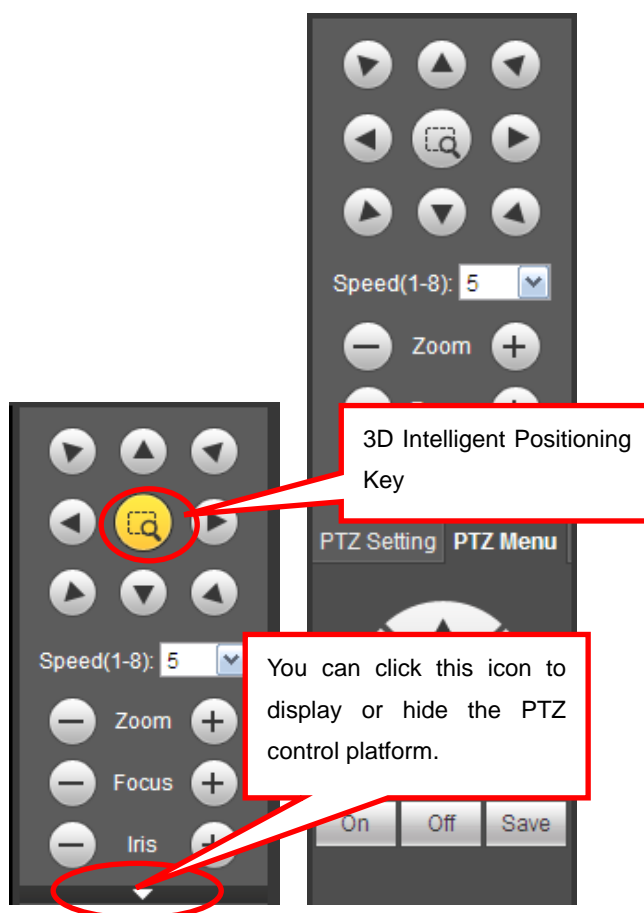 Speed(1-8): 5
Zoom
3D Intelligent Positioning
Key
PTZ Setting PTZ Menu
Speed(1-8): 5
You can click this icon to
display or hide the PTZ
control platform.
Zoom
Focus
Iris
On Off Save